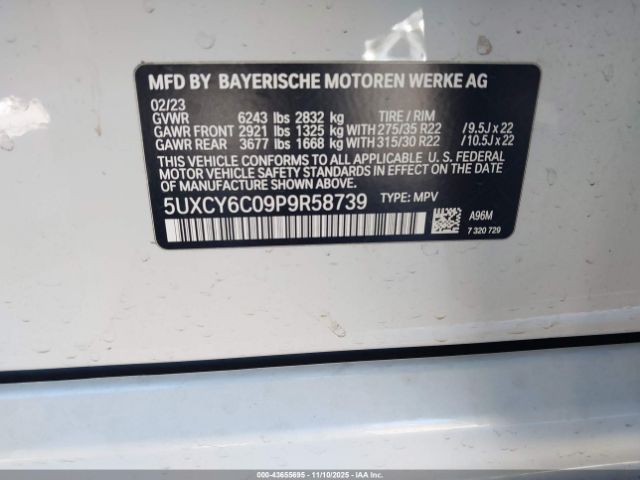 MFD BY BAYERISCHE MOTOREN WERKE AG
02/23
GVWR 6243 lbs 2832 kg TIRE / RIM
GAWR FRONT 2921 lbs 1325 kg WITH 275/35 R22 / 9.5J x 22
GAWR REAR 3677 lbs 1668 kg WITH 315/30 R22 / 10.5J x 22
THIS VEHICLE CONFORMS TO ALL APPLICABLE U. S. FEDERAL
MOTOR VEHICLE SAFETY STANDARDS IN EFFECT ON THE
DATE OF MANUFACTURE SHOWN ABOVE.
5UXCY6C09P9R58739 TYPE: MPV
A96M
7 320 729
000-43655695 - 11/10/2025 - IAAI.CA